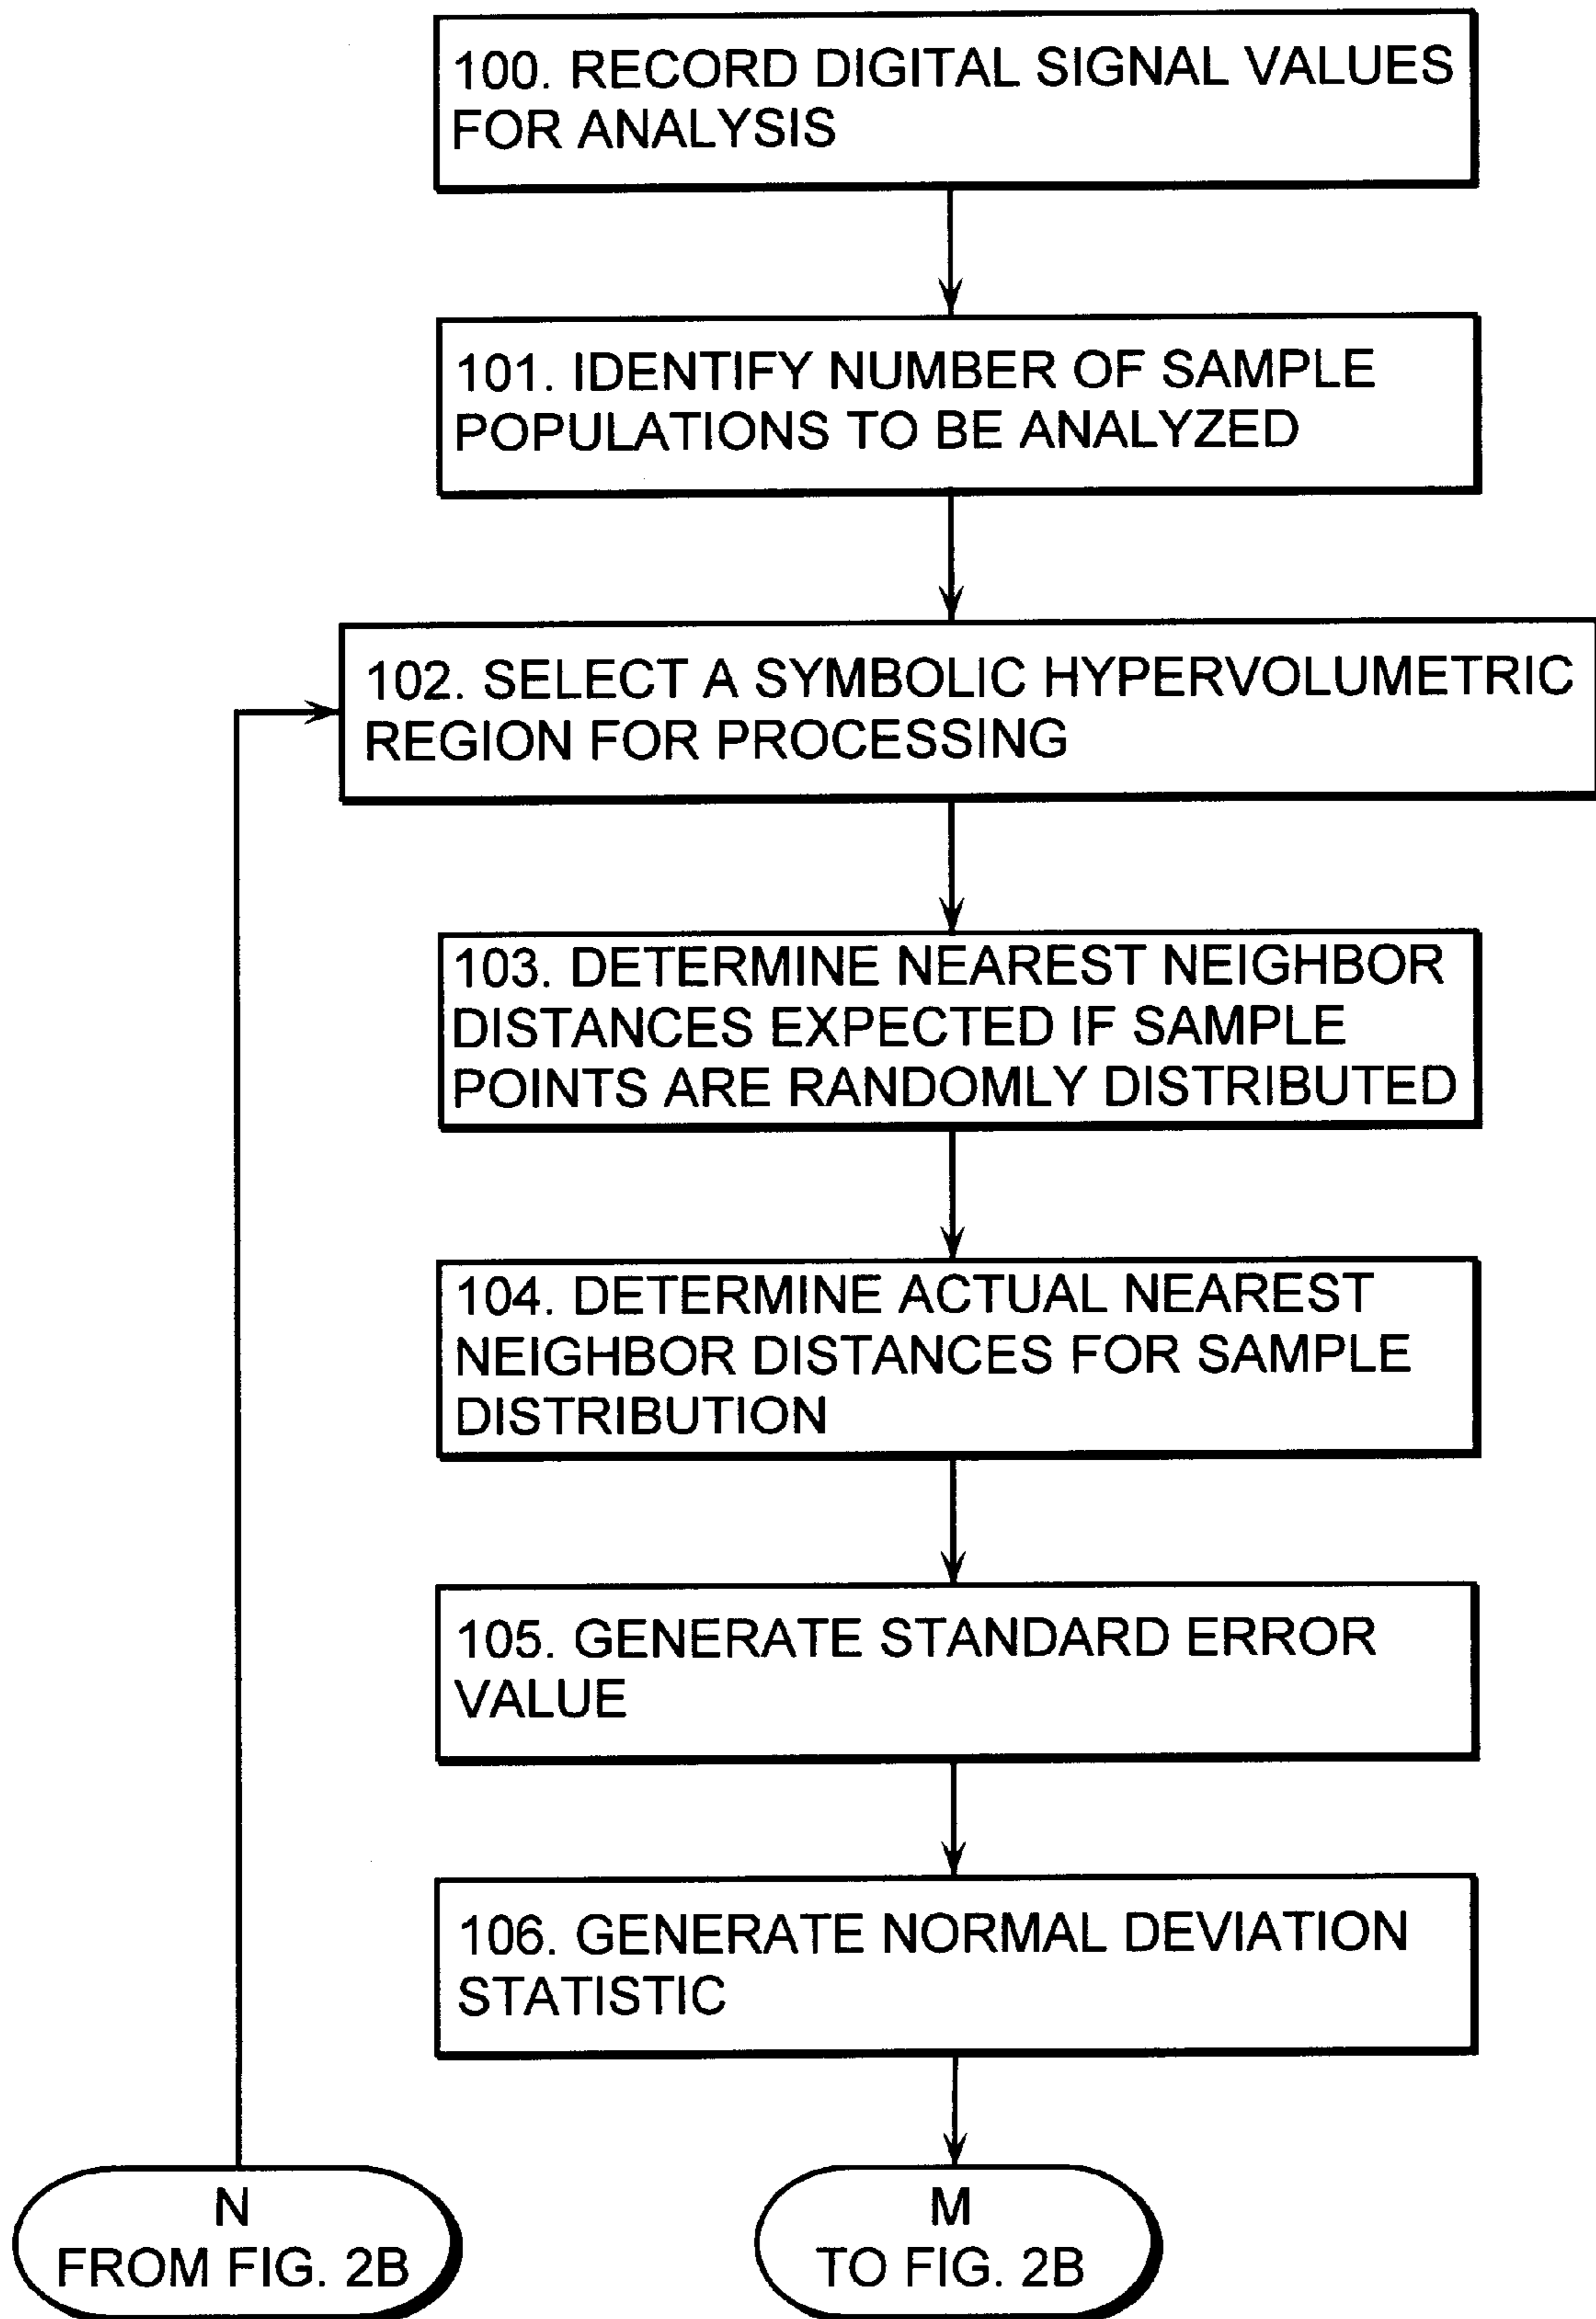 100. RECORD DIGITAL SIGNAL VALUES
FOR ANALYSIS
101. IDENTIFY NUMBER OF SAMPLE
POPULATIONS TO BE ANALYZED
102. SELECT A SYMBOLIC HYPERVOLUMETRIC
REGION FOR PROCESSING
103. DETERMINE NEAREST NEIGHBOR
DISTANCES EXPECTED IF SAMPLE
POINTS ARE RANDOMLY DISTRIBUTED
104. DETERMINE ACTUAL NEAREST
NEIGHBOR DISTANCES FOR SAMPLE
DISTRIBUTION
105. GENERATE STANDARD ERROR
VALUE
106. GENERATE NORMAL DEVIATION
STATISTIC
N
FROM FIG. 2B
M
TO FIG. 2B